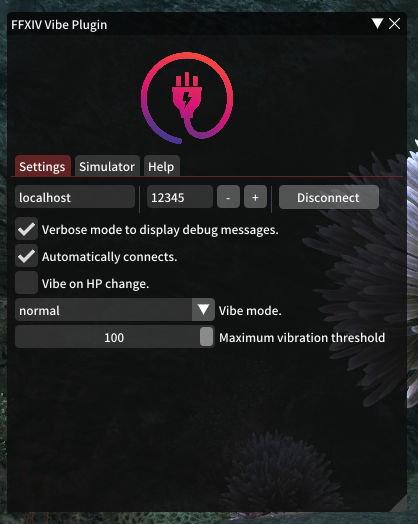 FFXIV Vibe Plugin
Settings Simulator Help
localhost 12345 - + Disconnect
Verbose mode to display debug messages.
Automatically connects.
Vibe on HP change.
normal Vibe mode.
100 Maximum vibration threshold